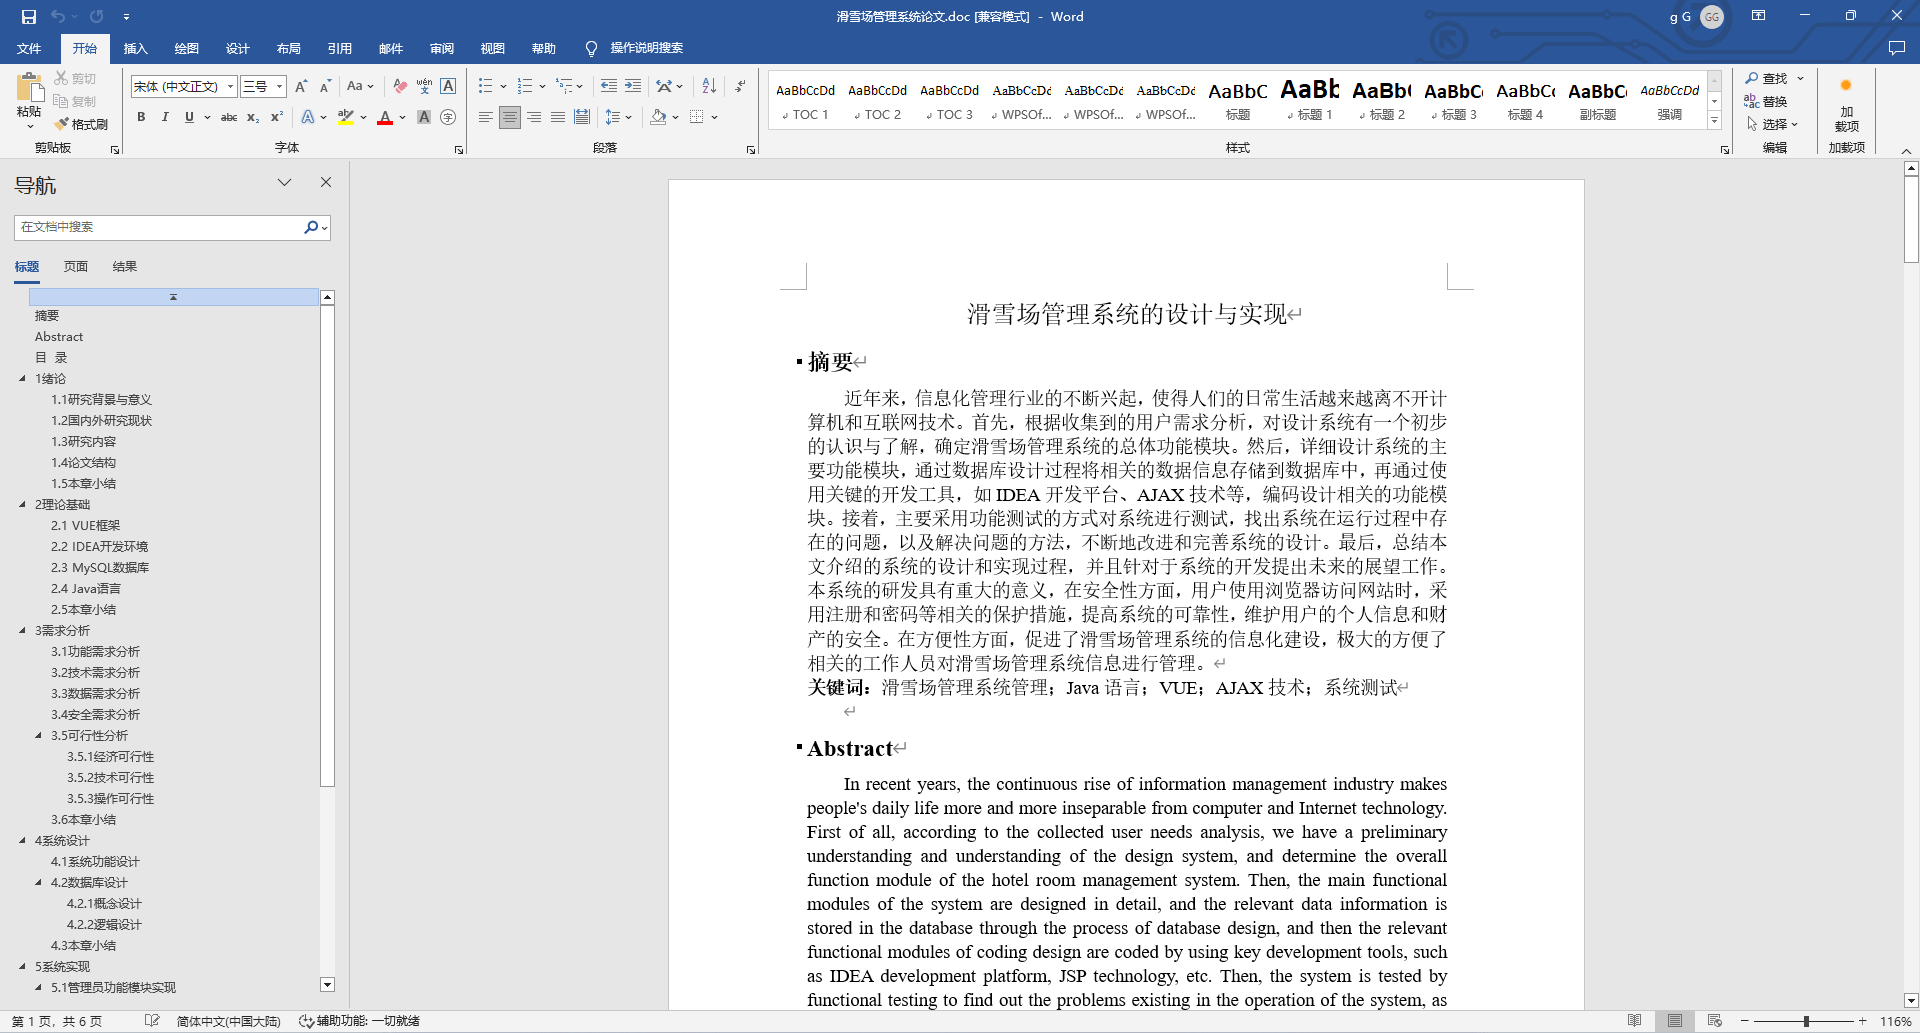 滑雪场管理系统论文.doc [兼容模式] - Word
g G
GG
文件 开始 插入 绘图 设计 布局 引用 邮件 审阅 视图 帮助 操作说明搜索
粘贴
剪切
复制
格式刷
剪贴板
宋体 (中文正文) 三号
字体
段落
AaBbCcDd AaBbCcDd AaBbCcDd AaBbCcDd AaBbCcDd AaBbCcDd AaBbC AaBb AaBb( AaBbC AaBbC AaBbC AaBbCcDd
TOC 1 TOC 2 TOC 3 WPSOf... WPSOf... WPSOf... 标题 标题 1 标题 2 标题 3 标题 4 副标题 强调
样式
查找
替换
选择
编辑
加
载项
加载项
导航
在文档中搜索
标题 页面 结果
摘要
Abstract
目 录
1绪论
1.1研究背景与意义
1.2国内外研究现状
1.3研究内容
1.4论文结构
1.5本章小结
2理论基础
2.1 VUE框架
2.2 IDEA开发环境
2.3 MySQL数据库
2.4 Java语言
2.5本章小结
3需求分析
3.1功能需求分析
3.2技术需求分析
3.3数据需求分析
3.4安全需求分析
3.5可行性分析
3.5.1经济可行性
3.5.2技术可行性
3.5.3操作可行性
3.6本章小结
4系统设计
4.1系统功能设计
4.2数据库设计
4.2.1概念设计
4.2.2逻辑设计
4.3本章小结
5系统实现
5.1管理员功能模块实现
滑雪场管理系统的设计与实现
摘要
近年来，信息化管理行业的不断兴起，使得人们的日常生活越来越离不开计
算机和互联网技术。首先，根据收集到的用户需求分析，对设计系统有一个初步
的认识与了解，确定滑雪场管理系统的总体功能模块。然后，详细设计系统的主
要功能模块，通过数据库设计过程将相关的数据信息存储到数据库中，再通过使
用关键的开发工具，如 IDEA 开发平台、AJAX 技术等，编码设计相关的功能模
块。接着，主要采用功能测试的方式对系统进行测试，找出系统在运行过程中存
在的问题，以及解决问题的方法，不断地改进和完善系统的设计。最后，总结本
文介绍的系统的设计和实现过程，并且针对于系统的开发提出未来的展望工作。
本系统的研发具有重大的意义，在安全性方面，用户使用浏览器访问网站时，采
用注册和密码等相关的保护措施，提高系统的可靠性，维护用户的个人信息和财
产的安全。在方便性方面，促进了滑雪场管理系统的信息化建设，极大的方便了
相关的工作人员对滑雪场管理系统信息进行管理。
关键词：滑雪场管理系统管理；Java 语言；VUE；AJAX 技术；系统测试
Abstract
In recent years, the continuous rise of information management industry makes
people's daily life more and more inseparable from computer and Internet technology.
First of all, according to the collected user needs analysis, we have a preliminary
understanding and understanding of the design system, and determine the overall
function module of the hotel room management system. Then, the main functional
modules of the system are designed in detail, and the relevant data information is
stored in the database through the process of database design, and then the relevant
functional modules of coding design are coded by using key development tools, such
as IDEA development platform, JSP technology, etc. Then, the system is tested by
functional testing to find out the problems existing in the operation of the system, as
第 1 页，共 6 页 简体中文(中国大陆) 辅助功能: 一切就绪 116%